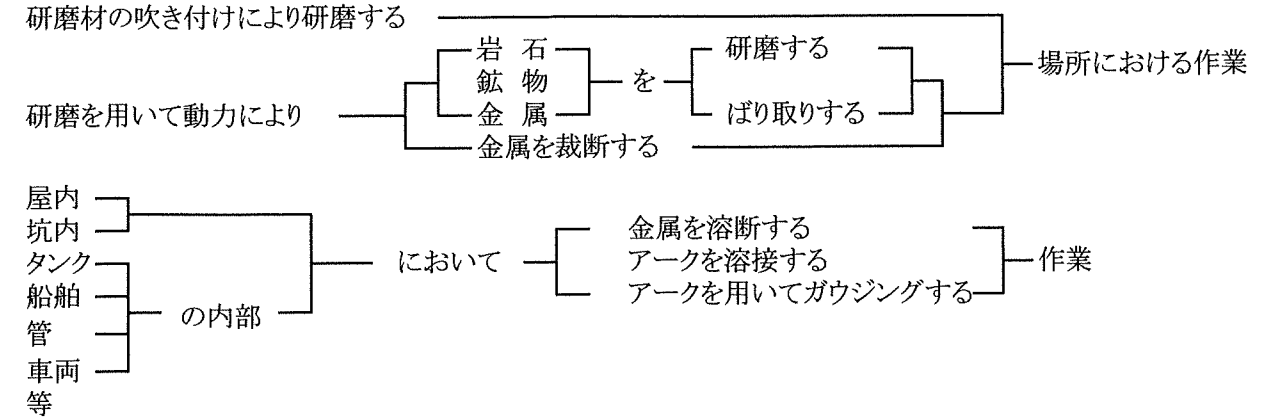 研磨材の吹き付けにより研磨する
岩 石
鉱 物
金 属
を
研磨する
ばり取りする
場所における作業
研磨を用いて動力により
金属を裁断する
屋内
坑内
タンク
船舶
管
車両
等
の内部
において
金属を溶断する
アークを溶接する
アークを用いてガウジングする
作業